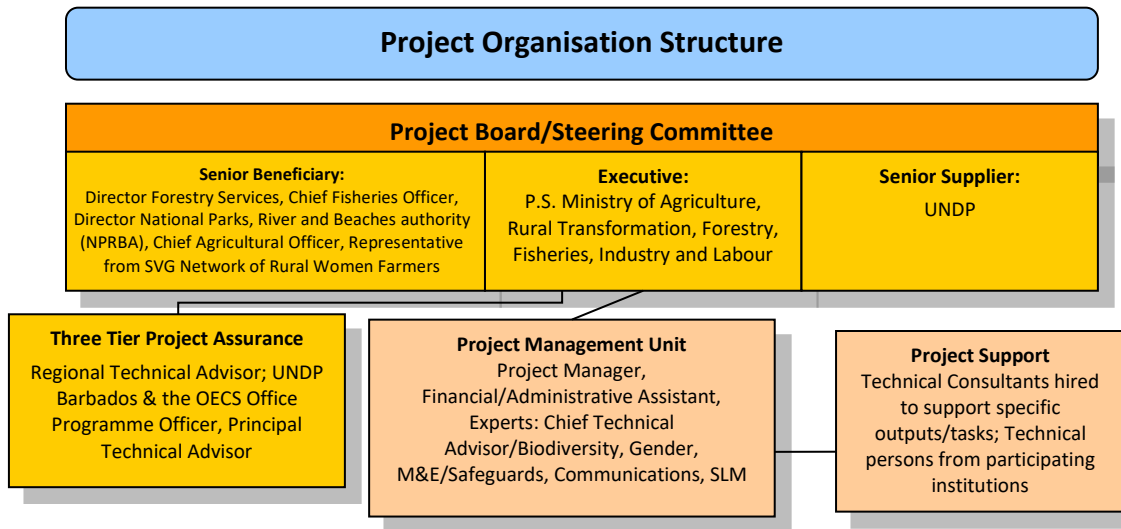 Project Organisation Structure
Project Board/Steering Committee
Senior Beneficiary:
Director Forestry Services, Chief Fisheries Officer,
Director National Parks, River and Beaches authority
(NPRBA), Chief Agricultural Officer, Representative
from SVG Network of Rural Women Farmers
Executive:
P.S. Ministry of Agriculture,
Rural Transformation, Forestry,
Fisheries, Industry and Labour
Senior Supplier:
UNDP
Three Tier Project Assurance
Regional Technical Advisor; UNDP
Barbados & the OECS Office
Programme Officer, Principal
Technical Advisor
Project Management Unit
Project Manager,
Financial/Administrative Assistant,
Experts: Chief Technical
Advisor/Biodiversity, Gender,
M&E/Safeguards, Communications, SLM
Project Support
Technical Consultants hired
to support specific
outputs/tasks; Technical
persons from participating
institutions